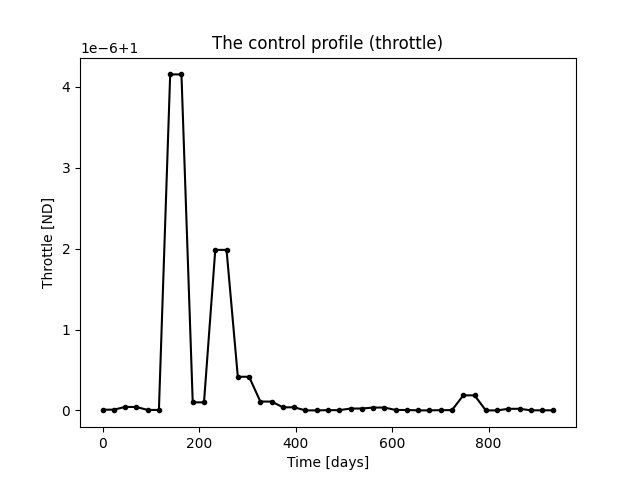 The control profile (throttle)
1e−6+1
4
3
2
1
0
Throttle [ND]
0 200 400 600 800
Time [days]